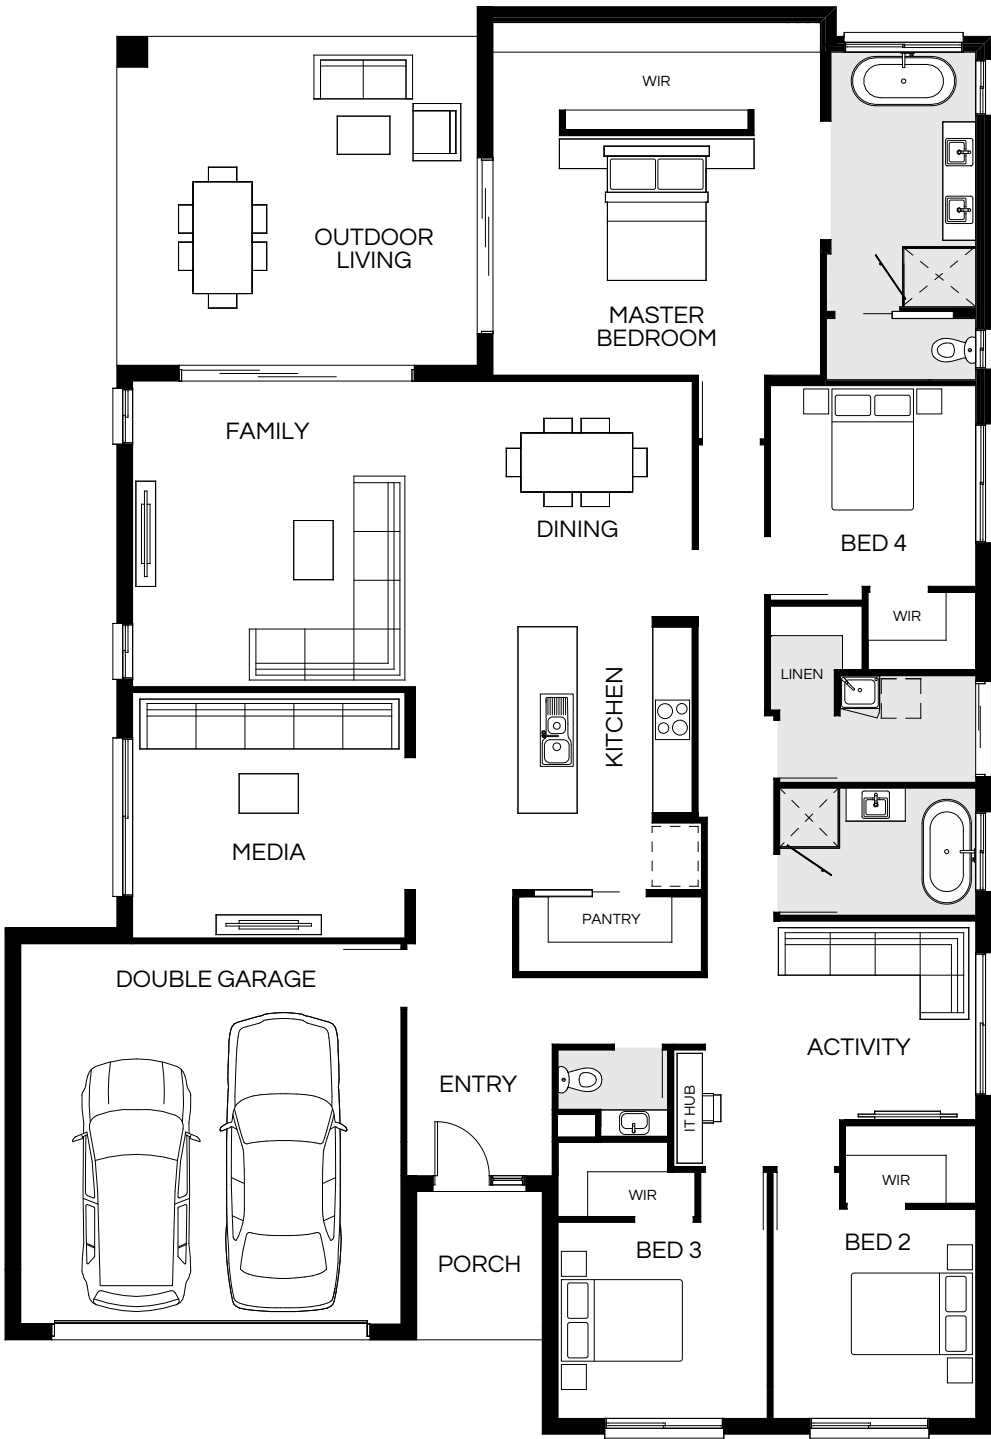 WIR
OUTDOOR
LIVING
MASTER
BEDROOM
FAMILY
DINING
BED 4
WIR
LINEN
KITCHEN
MEDIA
PANTRY
DOUBLE GARAGE
ACTIVITY
ENTRY
IT HUB
WIR
WIR
BED 3
BED 2
PORCH